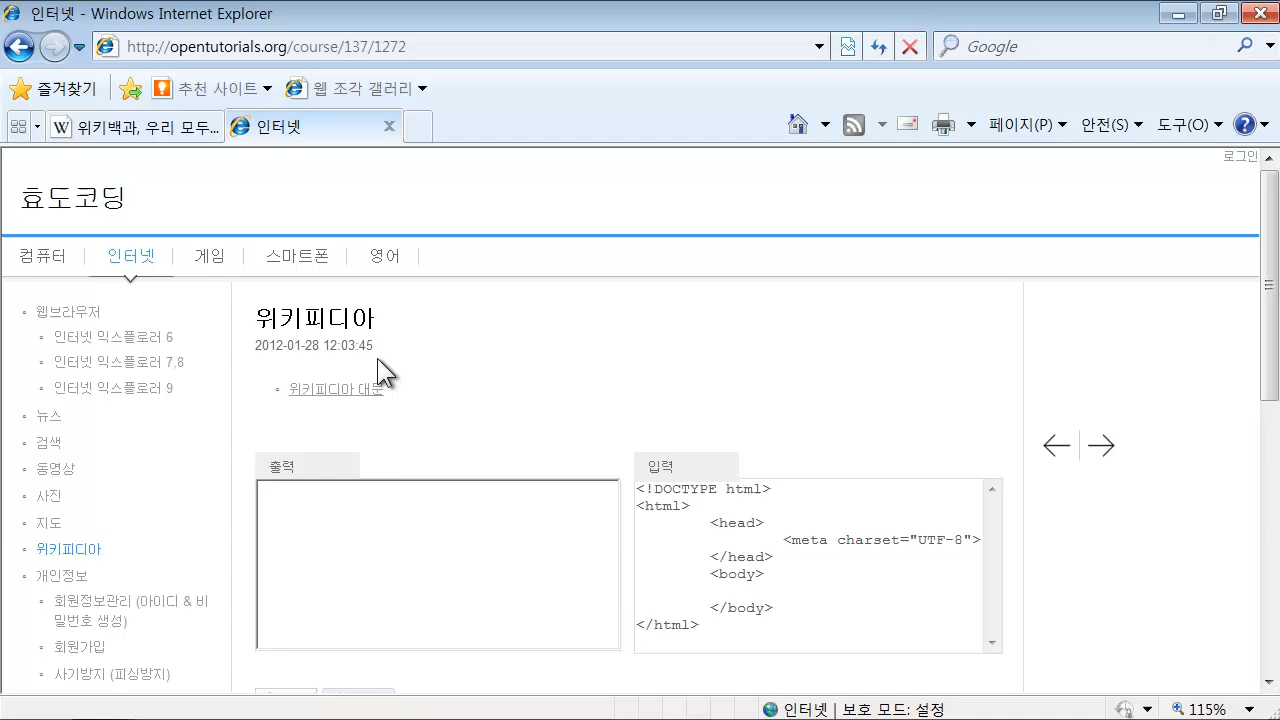 인터넷 - Windows Internet Explorer
http://opentutorials.org/course/137/1272
Google
즐겨찾기
추천 사이트
웹 조각 갤러리
W 위키백과, 우리 모두...
인터넷
페이지(P)
안전(S)
도구(O)
로그인
효도코딩
컴퓨터
인터넷
게임
스마트폰
영어
웹브라우저
인터넷 익스플로러 6
인터넷 익스플로러 7,8
인터넷 익스플로러 9
뉴스
검색
동영상
사진
지도
위키피디아
개인정보
회원정보관리 (아이디 & 비
밀번호 생성)
회원가입
사기방지 (피싱방지)
위키피디아
2012-01-28 12:03:45
위키피디아 대문
출력
입력
<!DOCTYPE html>
<html>
<head>
<meta charset="UTF-8">
</head>
<body>
</body>
</html>
인터넷 | 보호 모드: 설정
115%